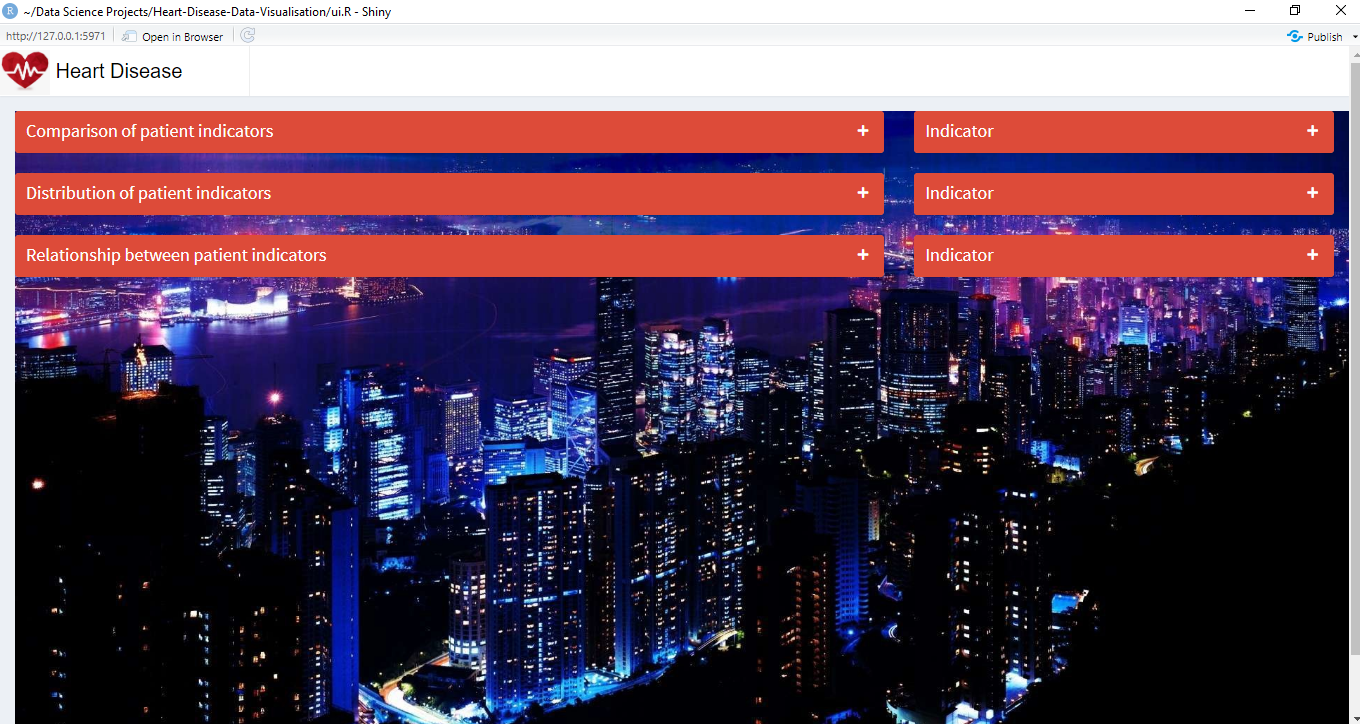 ~/Data Science Projects/Heart-Disease-Data-Visualisation/ui.R - Shiny
http://127.0.0.1:5971 Open in Browser Publish
Heart Disease
Comparison of patient indicators
Indicator
Distribution of patient indicators
Indicator
Relationship between patient indicators
Indicator